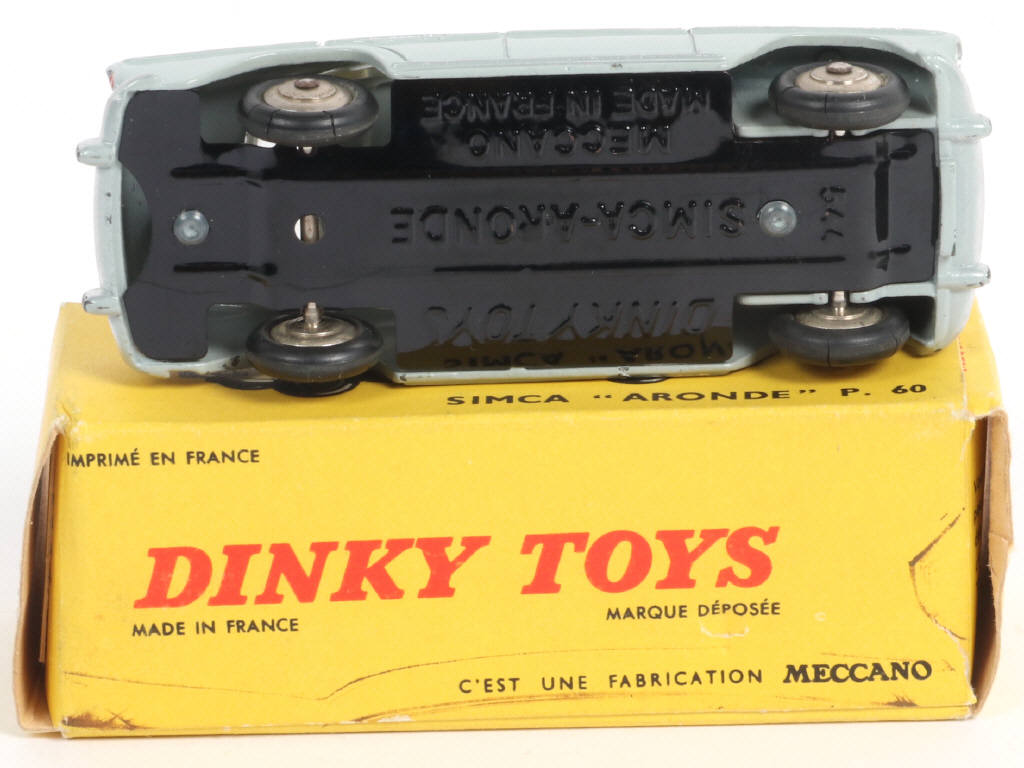 MADE IN FRANCE
MECCANO
SIMCA-ARONDE
544
DINKY TOYS
SIMCA "ARONDE" P. 60
IMPRIMÉ EN FRANCE
DINKY TOYS
MADE IN FRANCE
MARQUE DÉPOSÉE
C'EST UNE FABRICATION MECCANO